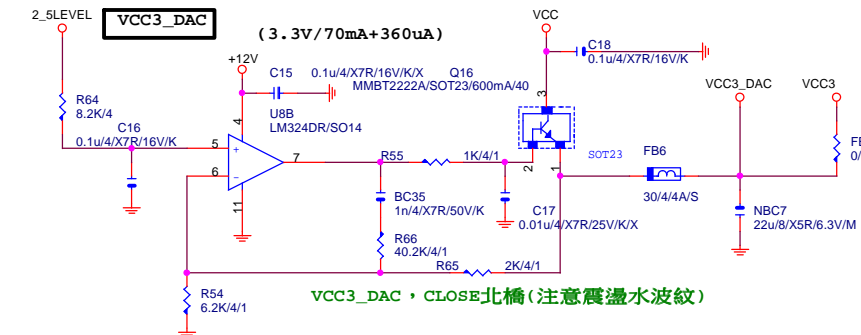 2_5LEVEL
VCC3_DAC
(3.3V/70mA+360uA)
VCC
C18
0.1u/4/X7R/16V/K
+12V
C15
0.1u/4/X7R/16V/K/X
Q16
MMBT2222A/SOT23/600mA/40
VCC3_DAC
VCC3
R64
8.2K/4
U8B
LM324DR/SO14
C16
0.1u/4/X7R/16V/K
4
3
5
+
6
-
7
11
R55
1K/4/1
2
1
SOT23
FB6
30/4/4A/S
FB
0/
BC35
1n/4/X7R/50V/K
C17
0.01u/4/X7R/25V/K/X
NBC7
22u/8/X5R/6.3V/M
R66
40.2K/4/1
R65
2K/4/1
R54
6.2K/4/1
VCC3_DAC,CLOSE北橋(注意震盪水波紋)